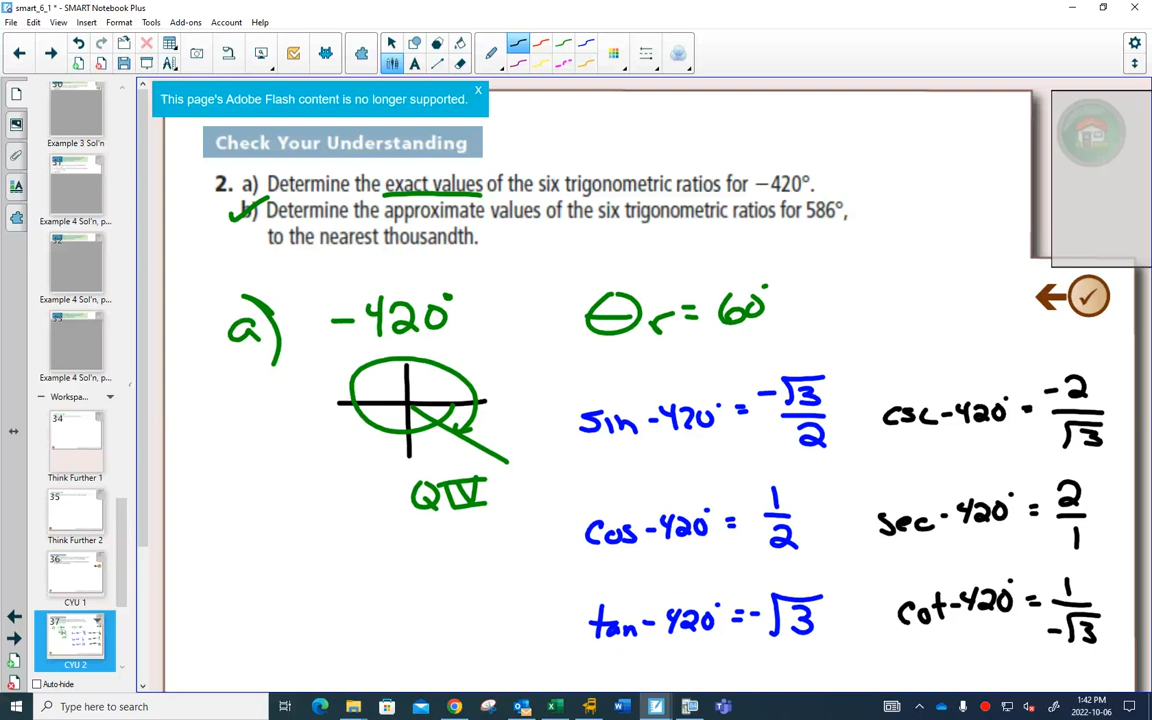 smart_6_1 * - SMART Notebook Plus
File Edit View Insert Format Tools Add-ons Account Help
This page's Adobe Flash content is no longer supported. X
30
Example 3 Sol'n
31
Example 4 Sol'n
32
Example 4 Sol'n, p...
33
Example 4 Sol'n, p...
Workspa...
34
Think Further 1
35
Think Further 2
36
CYU 1
37
CYU 2
Auto-hide
Check Your Understanding
2. a) Determine the exact values of the six trigonometric ratios for −420°.
b) Determine the approximate values of the six trigonometric ratios for 586°,
to the nearest thousandth.
a) -420° θr = 60°
QIV
sin -420° = -√3/2 csc -420° = -2/√3
cos -420° = 1/2 sec -420° = 2/1
tan -420° = -√3 cot -420° = 1/-√3
Type here to search
1:42 PM
2022-10-06